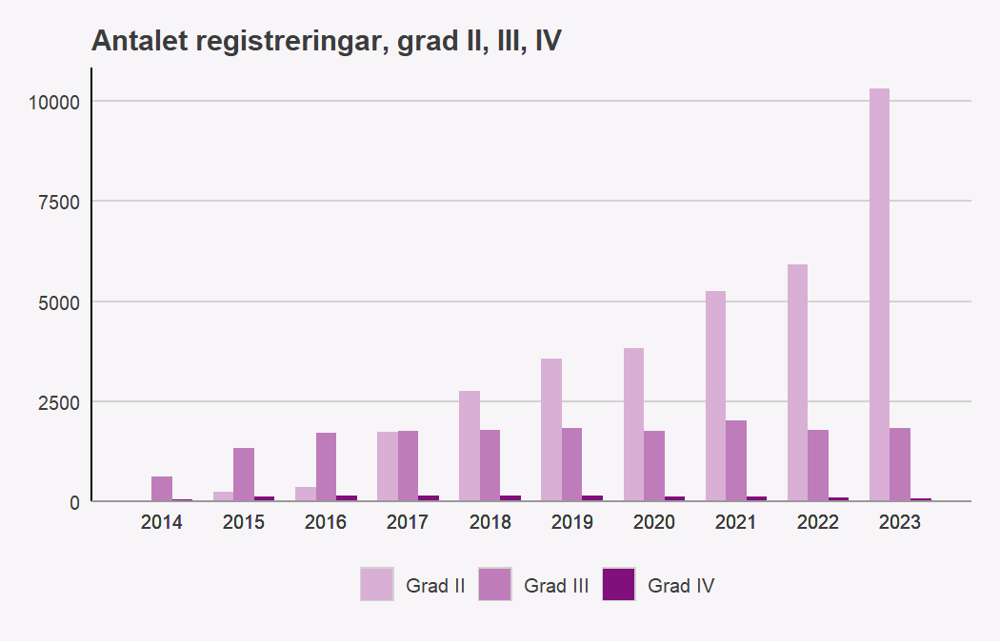 Antalet registreringar, grad II, III, IV
10000
7500
5000
2500
0
2014 2015 2016 2017 2018 2019 2020 2021 2022 2023
Grad II Grad III Grad IV